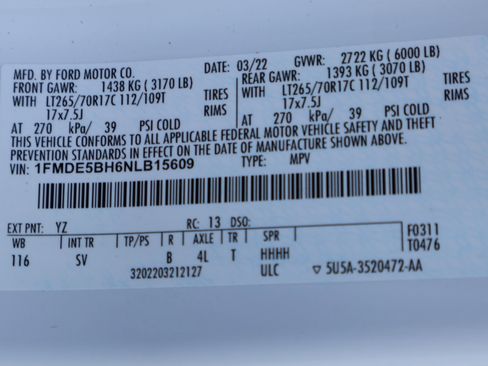 MFD. BY FORD MOTOR CO. DATE: 03/22 GVWR: 2722 KG ( 6000 LB)
FRONT GAWR: 1438 KG ( 3170 LB) REAR GAWR: 1393 KG ( 3070 LB)
WITH LT265/70R17C 112/109T TIRES WITH LT265/70R17C 112/109T TIRES
17x7.5J RIMS 17x7.5J RIMS
AT 270 kPa/ 39 PSI COLD AT 270 kPa/ 39 PSI COLD
THIS VEHICLE CONFORMS TO ALL APPLICABLE FEDERAL MOTOR VEHICLE SAFETY AND THEFT
PREVENTION STANDARDS IN EFFECT ON THE DATE OF MANUFACTURE SHOWN ABOVE.
VIN: 1FMDE5BH6NLB15609 TYPE: MPV
EXT PNT: YZ RC: 13 DSO: F0311
WB INT TR TP/PS R AXLE TR SPR T0476
116 SV B 4L T HHHH
3202203212127 ULC ▽ 5U5A-3520472-AA